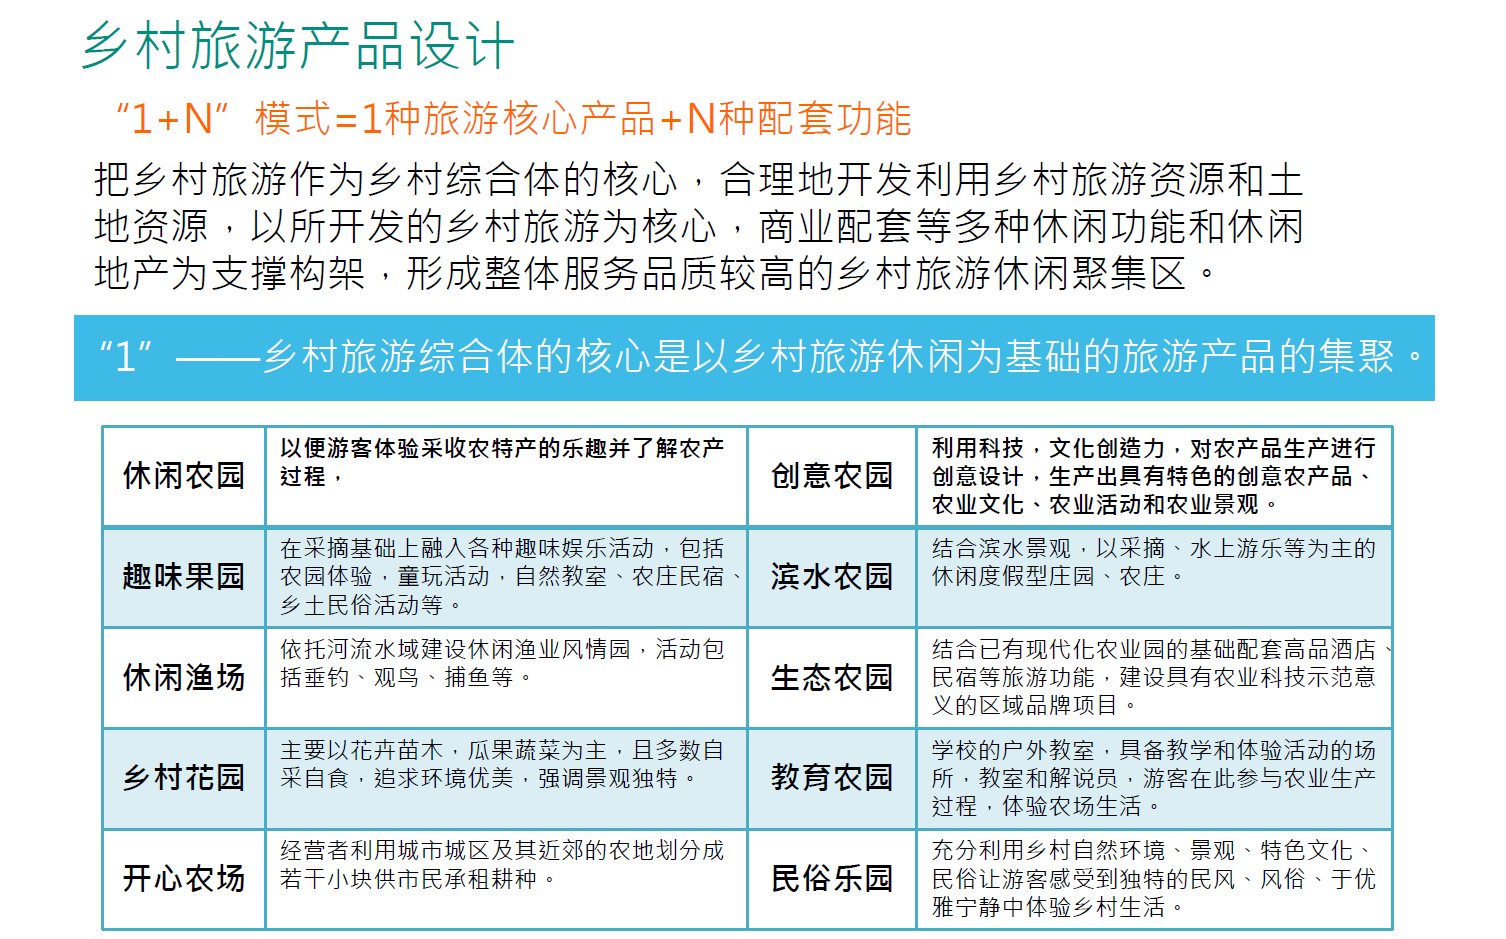 乡村旅游产品设计
“1+N”模式=1种旅游核心产品+N种配套功能
把乡村旅游作为乡村综合体的核心，合理地开发利用乡村旅游资源和土
地资源，以所开发的乡村旅游为核心，商业配套等多种休闲功能和休闲
地产为支撑构架，形成整体服务品质较高的乡村旅游休闲聚集区。
“1”——乡村旅游综合体的核心是以乡村旅游休闲为基础的旅游产品的集聚。
休闲农园
以便游客体验采收农特产的乐趣并了解农产
过程，
创意农园
利用科技，文化创造力，对农产品生产进行
创意设计，生产出具有特色的创意农产品、
农业文化、农业活动和农业景观。
趣味果园
在采摘基础上融入各种趣味娱乐活动，包括
农园体验，童玩活动，自然教室、农庄民宿、
乡土民俗活动等。
滨水农园
结合滨水景观，以采摘、水上游乐等为主的
休闲度假型庄园、农庄。
休闲渔场
依托河流水域建设休闲渔业风情园，活动包
括垂钓、观鸟、捕鱼等。
生态农园
结合已有现代化农业园的基础配套高品酒店、
民宿等旅游功能，建设具有农业科技示范意
义的区域品牌项目。
乡村花园
主要以花卉苗木，瓜果蔬菜为主，且多数自
采自食，追求环境优美，强调景观独特。
教育农园
学校的户外教室，具备教学和体验活动的场
所，教室和解说员，游客在此参与农业生产
过程，体验农场生活。
开心农场
经营者利用城市城区及其近郊的农地划分成
若干小块供市民承租耕种。
民俗乐园
充分利用乡村自然环境、景观、特色文化、
民俗让游客感受到独特的民风、风俗、于优
雅宁静中体验乡村生活。